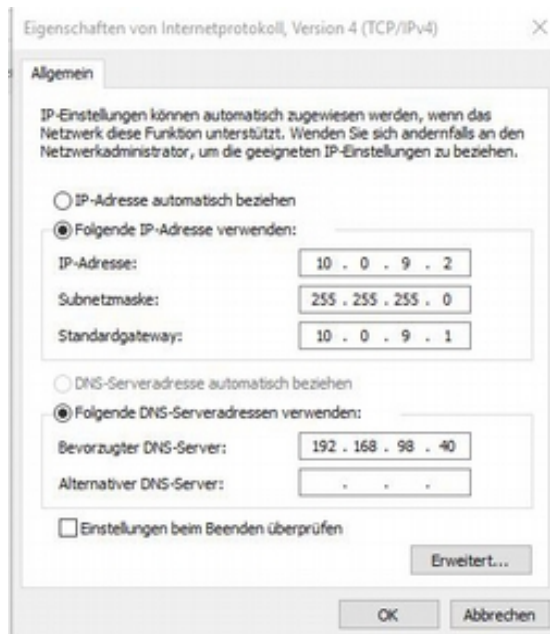 Eigenschaften von Internetprotokoll, Version 4 (TCP/IPv4)
Allgemein
IP-Einstellungen können automatisch zugewiesen werden, wenn das
Netzwerk diese Funktion unterstützt. Wenden Sie sich andernfalls an den
Netzwerkadministrator, um die geeigneten IP-Einstellungen zu beziehen.
IP-Adresse automatisch beziehen
Folgende IP-Adresse verwenden:
IP-Adresse: 10 . 0 . 9 . 2
Subnetzmaske: 255 . 255 . 255 . 0
Standardgateway: 10 . 0 . 9 . 1
DNS-Serveradresse automatisch beziehen
Folgende DNS-Serveradressen verwenden:
Bevorzugter DNS-Server: 192 . 168 . 98 . 40
Alternativer DNS-Server: . . .
Einstellungen beim Beenden überprüfen
Erweitert...
OK Abbrechen